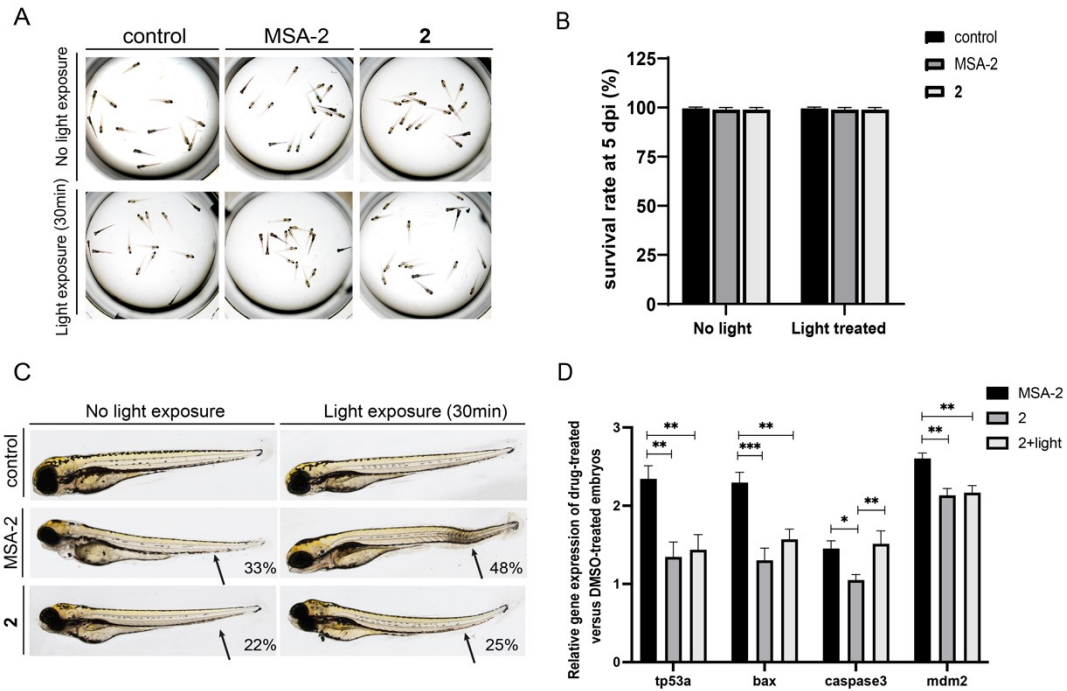 A
control
MSA-2
2
No light exposure
Light exposure (30min)
B
survival rate at 5 dpi (%)
125
100
75
50
25
0
No light
Light treated
control
MSA-2
2
C
No light exposure
Light exposure (30min)
control
MSA-2
33%
48%
2
22%
25%
D
Relative gene expression of drug-treated
versus DMSO-treated embryos
3
2
1
0
**
**
**
***
**
*
**
**
tp53a
bax
caspase3
mdm2
MSA-2
2
2+light